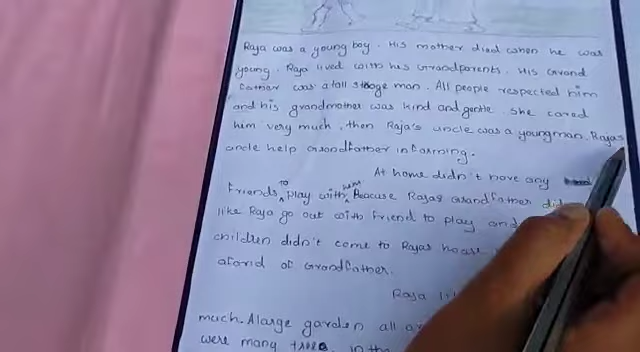 Raja was a young boy. His mother died when he was
young. Raja lived with his Grandparents. His Grand
father was a tall man. All people respected him
and his grandmother was kind and gentle. She cared
him very much, then Raja's uncle was a young man. Rajas
uncle help Grandfather in farming.
At home didn't have any
friends to play with him Beacuse Rajas Grandfather did
like Raja go out with friend to play and
children didn't come to Rajas house
afarid of Grandfather.
Raja
much. A large garden all
were many trees. In the